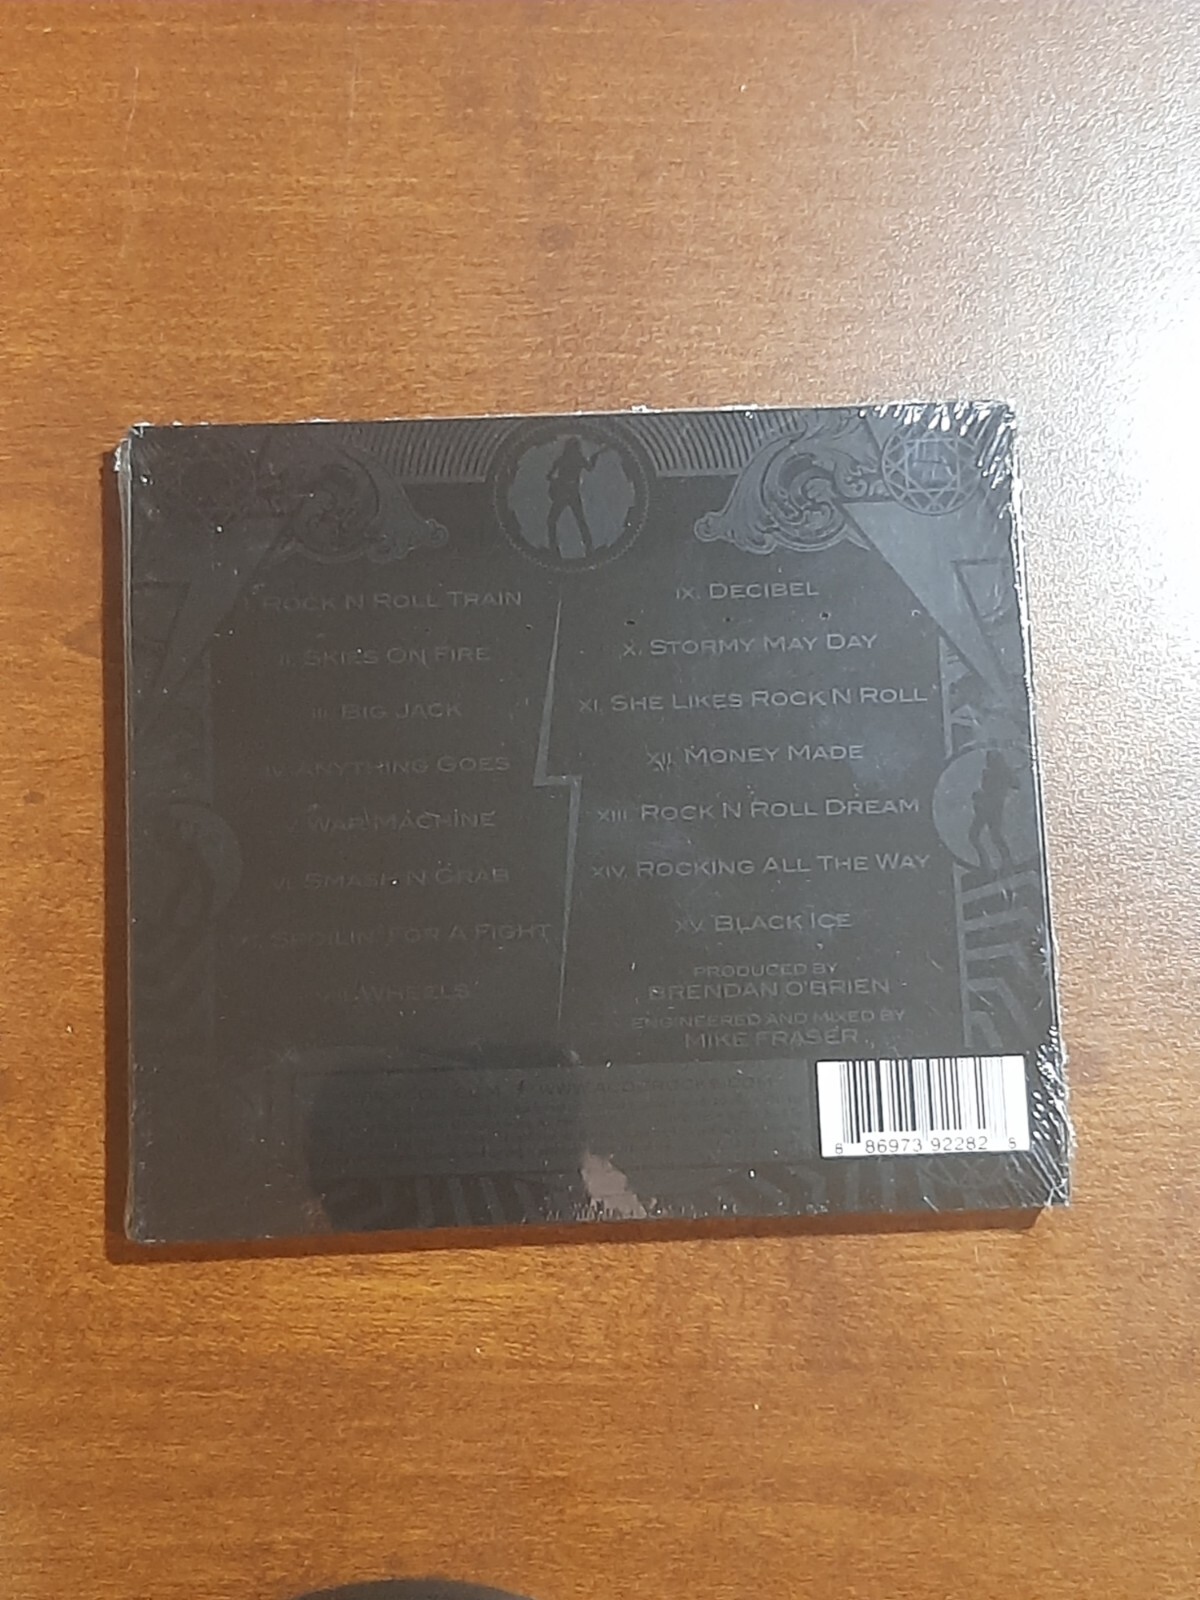 I. ROCK N ROLL TRAIN
II. SKIES ON FIRE
III. BIG JACK
IV. ANYTHING GOES
V. WAR MACHINE
VI. SMASH N GRAB
VII. SPOILIN' FOR A FIGHT
VIII. WHEELS
IX. DECIBEL
X. STORMY MAY DAY
XI. SHE LIKES ROCK N ROLL
XII. MONEY MADE
XIII. ROCK N ROLL DREAM
XIV. ROCKING ALL THE WAY
XV. BLACK ICE
PRODUCED BY
BRENDAN O'BRIEN
ENGINEERED AND MIXED BY
MIKE FRASER
8 86973 92282 5